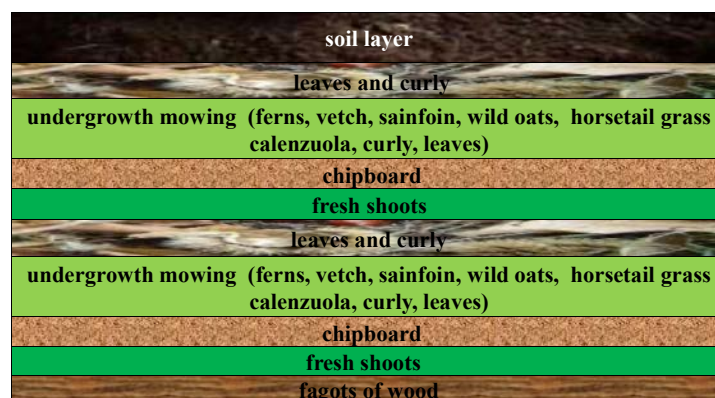 soil layer
leaves and curly
undergrowth mowing (ferns, vetch, sainfoin, wild oats, horsetail grass
calenzuola, curly, leaves)
chipboard
fresh shoots
leaves and curly
undergrowth mowing (ferns, vetch, sainfoin, wild oats, horsetail grass
calenzuola, curly, leaves)
chipboard
fresh shoots
fagots of wood